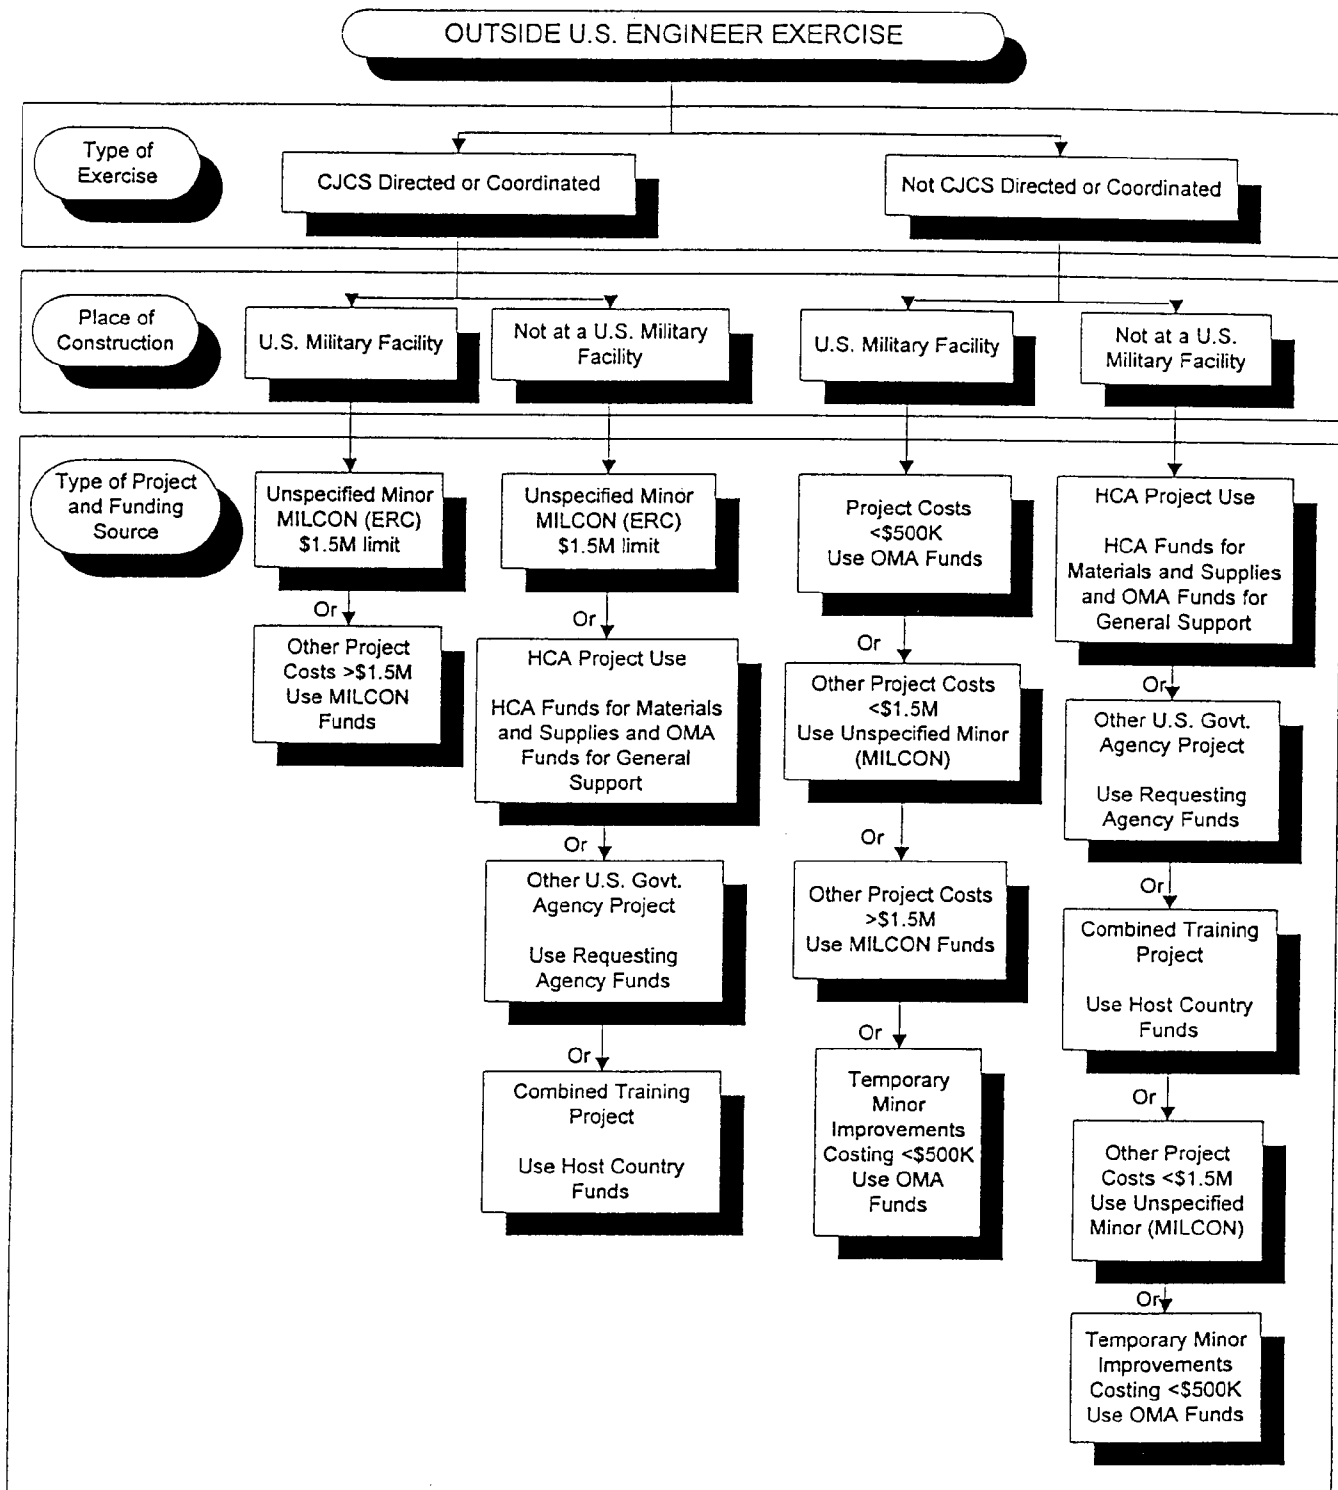 OUTSIDE U.S. ENGINEER EXERCISE
Type of
Exercise
CJCS Directed or Coordinated
Not CJCS Directed or Coordinated
Place of
Construction
U.S. Military Facility
Not at a U.S. Military
Facility
U.S. Military Facility
Not at a U.S.
Military Facility
Type of Project
and Funding
Source
Unspecified Minor
MILCON (ERC)
$1.5M limit
Or
Other Project
Costs >$1.5M
Use MILCON
Funds
Unspecified Minor
MILCON (ERC)
$1.5M limit
Or
HCA Project Use
HCA Funds for Materials
and Supplies and OMA
Funds for General
Support
Or
Other U.S. Govt.
Agency Project
Use Requesting
Agency Funds
Or
Combined Training
Project
Use Host Country
Funds
Project Costs
<$500K
Use OMA Funds
Or
Other Project Costs
<$1.5M
Use Unspecified Minor
(MILCON)
Or
Other Project Costs
>$1.5M
Use MILCON Funds
Or
Temporary
Minor
Improvements
Costing <$500K
Use OMA
Funds
HCA Project Use
HCA Funds for
Materials and Supplies
and OMA Funds for
General Support
Or
Other U.S. Govt.
Agency Project
Use Requesting
Agency Funds
Or
Combined Training
Project
Use Host Country
Funds
Or
Other Project
Costs <$1.5M
Use Unspecified
Minor (MILCON)
Or
Temporary Minor
Improvements
Costing <$500K
Use OMA Funds